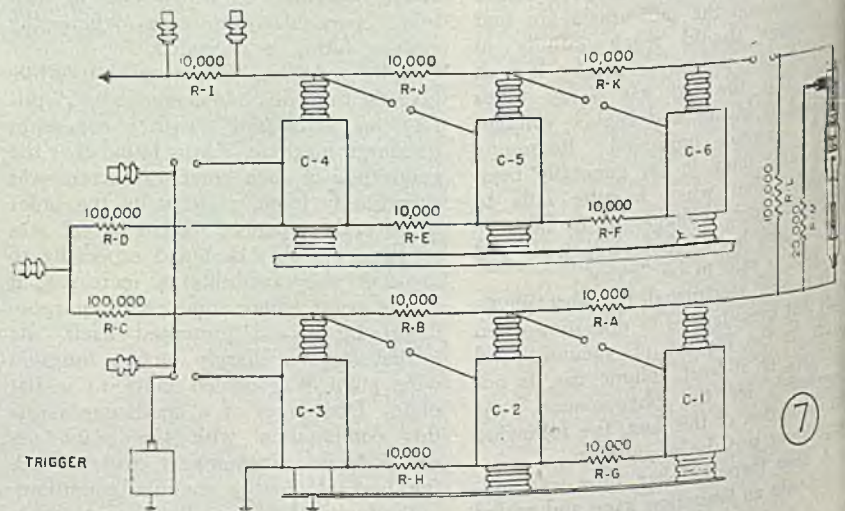 10,000
R-I
10,000
R-J
10,000
R-K
C-4
C-5
C-6
100,000
R-L
20,000
100,000
R-D
10,000
R-E
10,000
R-F
100,000
R-C
10,000
R-B
10,000
R-A
C-3
C-2
C-1
7
TRIGGER
10,000
R-H
10,000
R-G